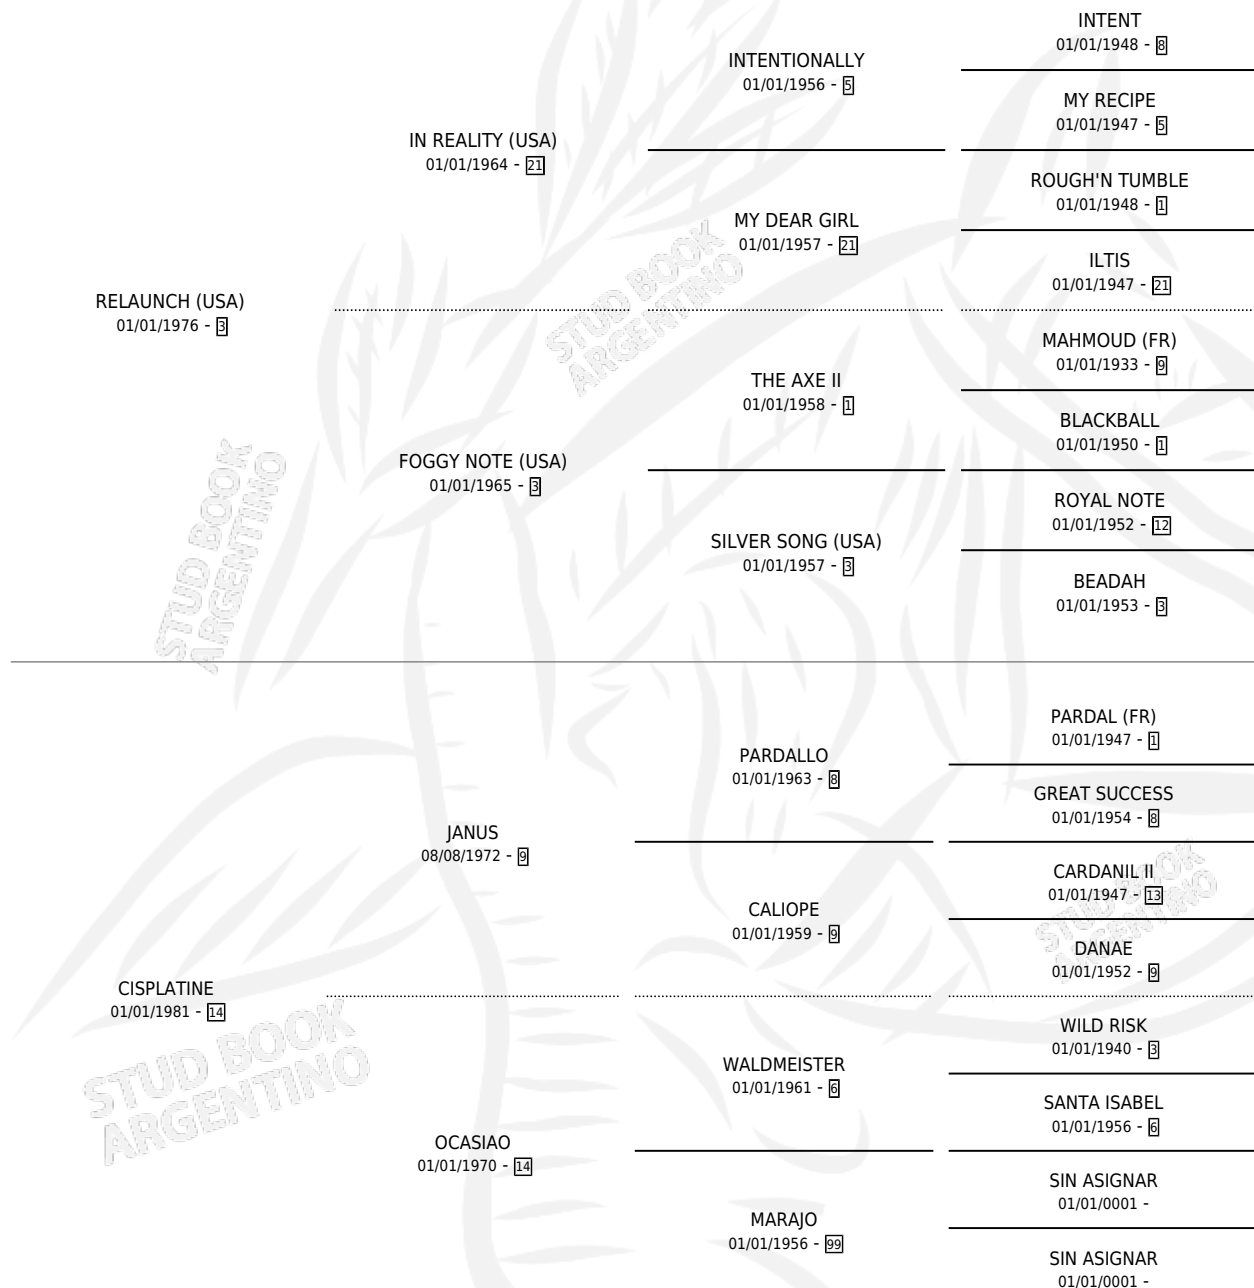 INTENT
01/01/1948 - 8
INTENTIONALLY
01/01/1956 - 5
MY RECIPE
01/01/1947 - 5
IN REALITY (USA)
01/01/1964 - 21
ROUGH'N TUMBLE
01/01/1948 - 1
MY DEAR GIRL
01/01/1957 - 21
ILTIS
01/01/1947 - 21
RELAUNCH (USA)
01/01/1976 - 3
MAHMOUD (FR)
01/01/1933 - 9
THE AXE II
01/01/1958 - 1
BLACKBALL
01/01/1950 - 1
FOGGY NOTE (USA)
01/01/1965 - 3
ROYAL NOTE
01/01/1952 - 12
SILVER SONG (USA)
01/01/1957 - 3
BEADAH
01/01/1953 - 3
PARDAL (FR)
01/01/1947 - 1
PARDALLO
01/01/1963 - 8
GREAT SUCCESS
01/01/1954 - 8
JANUS
08/08/1972 - 9
CARDANIL II
01/01/1947 - 13
CALIOPE
01/01/1959 - 9
DANAE
01/01/1952 - 9
CISPLATINE
01/01/1981 - 14
WILD RISK
01/01/1940 - 3
WALDMEISTER
01/01/1961 - 6
SANTA ISABEL
01/01/1956 - 6
OCASIAO
01/01/1970 - 14
SIN ASIGNAR
01/01/0001 -
MARAJO
01/01/1956 - 99
SIN ASIGNAR
01/01/0001 -
STUD BOOK
ARGENTINO
STUD BOOK
ARGENTINO
STUD BOOK
ARGENTINO
STUD BOOK
ARGENTINO